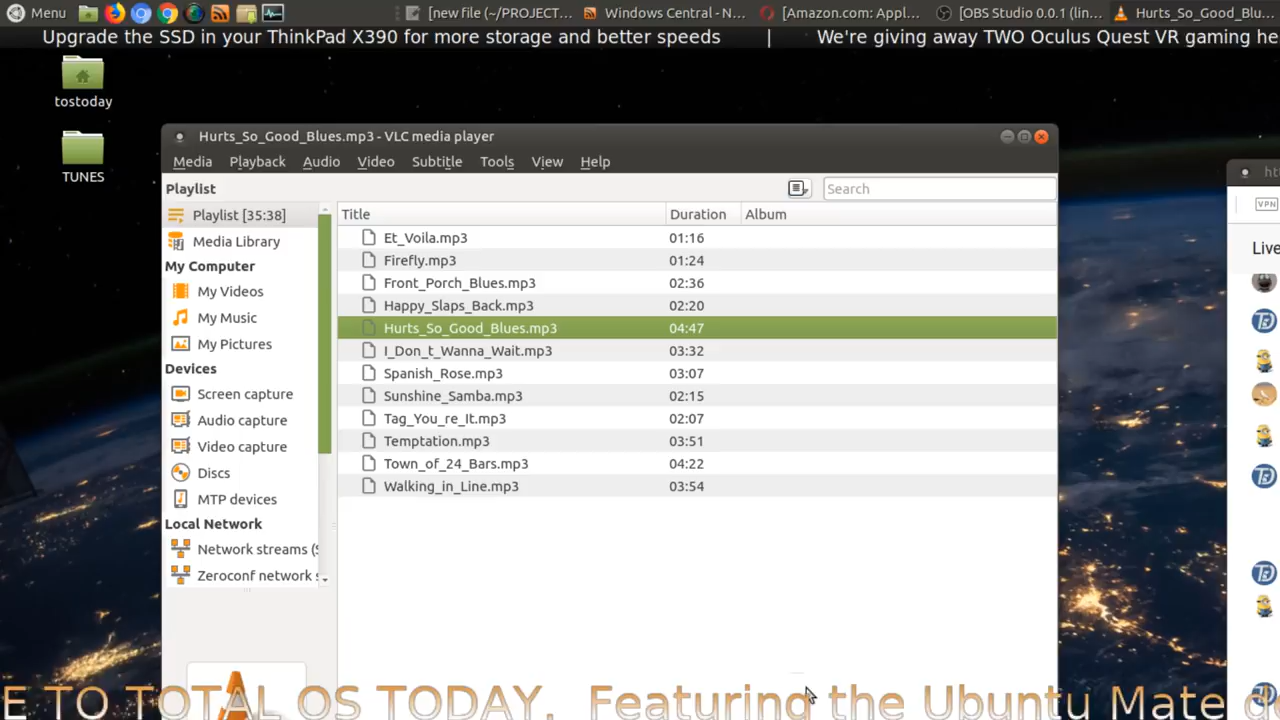 Menu
[new file (~/PROJECT...
Windows Central - N...
[Amazon.com: Appl...
[OBS Studio 0.0.1 (lin...
Hurts_So_Good_Blu...
Upgrade the SSD in your ThinkPad X390 for more storage and better speeds | We're giving away TWO Oculus Quest VR gaming he
tostoday
TUNES
Hurts_So_Good_Blues.mp3 - VLC media player
Media Playback Audio Video Subtitle Tools View Help
Playlist
Search
Playlist [35:38]
Media Library
My Computer
My Videos
My Music
My Pictures
Devices
Screen capture
Audio capture
Video capture
Discs
MTP devices
Local Network
Network streams (S
Zeroconf network s
Title Duration Album
Et_Voila.mp3 01:16
Firefly.mp3 01:24
Front_Porch_Blues.mp3 02:36
Happy_Slaps_Back.mp3 02:20
Hurts_So_Good_Blues.mp3 04:47
I_Don_t_Wanna_Wait.mp3 03:32
Spanish_Rose.mp3 03:07
Sunshine_Samba.mp3 02:15
Tag_You_re_It.mp3 02:07
Temptation.mp3 03:51
Town_of_24_Bars.mp3 04:22
Walking_in_Line.mp3 03:54
ht
VPN
Live
E TO TOTAL OS TODAY. Featuring the Ubuntu Mate d